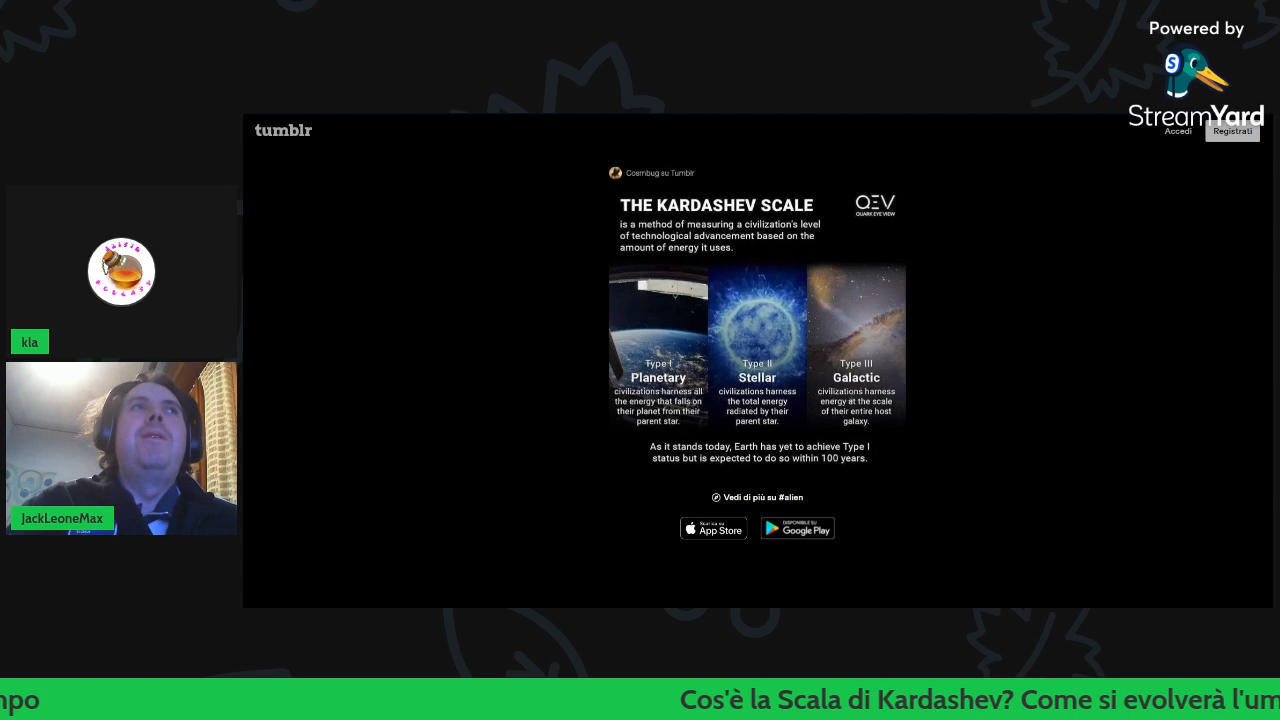 Powered by
StreamYard
tumblr
Accedi
Registrati
Cosmbug su Tumblr
THE KARDASHEV SCALE
QEV
QUARK EYE VIEW
is a method of measuring a civilization's level
of technological advancement based on the
amount of energy it uses.
Type I
Planetary
civilizations harness all
the energy that falls on
their planet from their
parent star.
Type II
Stellar
civilizations harness
the total energy
radiated by their
parent star.
Type III
Galactic
civilizations harness
energy at the scale
of their entire host
galaxy.
As it stands today, Earth has yet to achieve Type I
status but is expected to do so within 100 years.
Vedi di più su #alien
Scarica su
App Store
DISPONIBILE SU
Google Play
kla
JackLeoneMax
mpo
Cos'è la Scala di Kardashev? Come si evolverà l'um